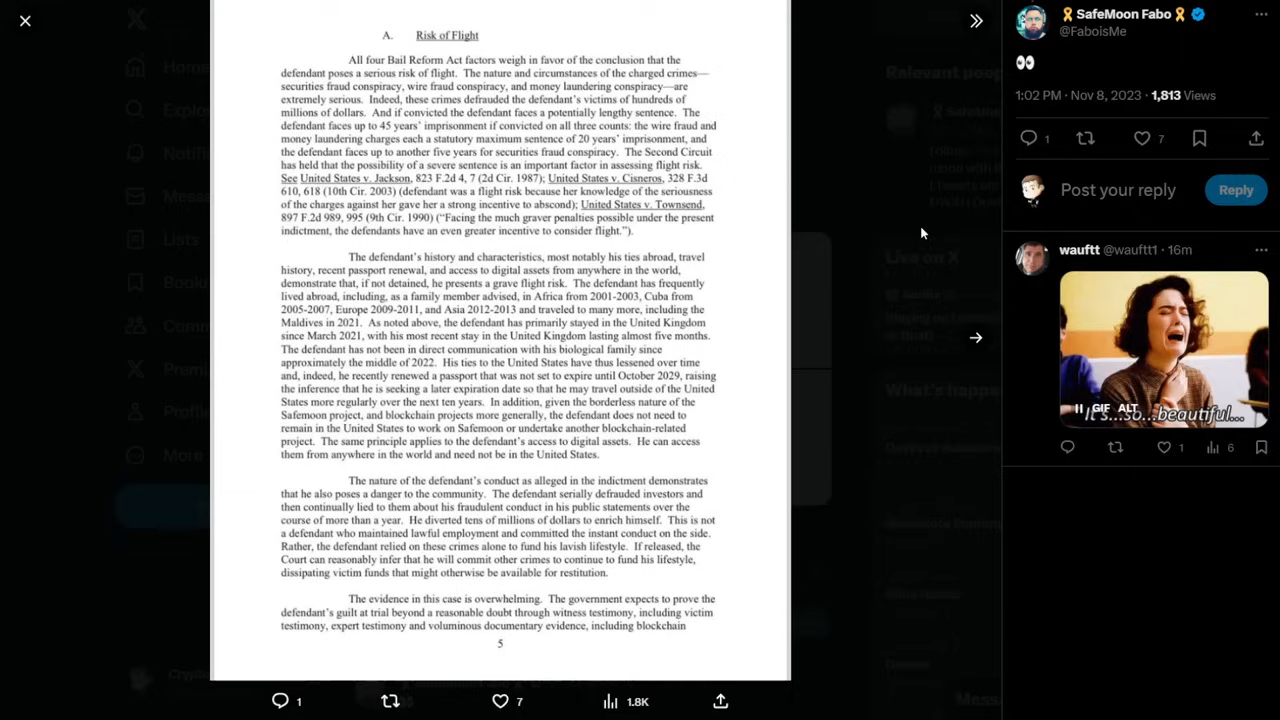 A. Risk of Flight
All four Bail Reform Act factors weigh in favor of the conclusion that the
defendant poses a serious risk of flight. The nature and circumstances of the charged crimes—
securities fraud conspiracy, wire fraud conspiracy, and money laundering conspiracy—are
extremely serious. Indeed, these crimes defrauded the defendant's victims of hundreds of
millions of dollars. And if convicted the defendant faces a potentially lengthy sentence. The
defendant faces up to 45 years' imprisonment if convicted on all three counts: the wire fraud and
money laundering charges each a statutory maximum sentence of 20 years' imprisonment, and
the defendant faces up to another five years for securities fraud conspiracy. The Second Circuit
has held that the possibility of a severe sentence is an important factor in assessing flight risk.
See United States v. Jackson, 823 F.2d 4, 7 (2d Cir. 1987); United States v. Cisneros, 328 F.3d
610, 618 (10th Cir. 2003) (defendant was a flight risk because her knowledge of the seriousness
of the charges against her gave her a strong incentive to abscond); United States v. Townsend,
897 F.2d 989, 995 (9th Cir. 1990) ("Facing the much graver penalties possible under the present
indictment, the defendants have an even greater incentive to consider flight.").
The defendant's history and characteristics, most notably his ties abroad, travel
history, recent passport renewal, and access to digital assets from anywhere in the world,
demonstrate that, if not detained, he presents a grave flight risk. The defendant has frequently
lived abroad, including, as a family member advised, in Africa from 2001-2003, Cuba from
2005-2007, Europe 2009-2011, and Asia 2012-2013 and traveled to many more, including the
Maldives in 2021. As noted above, the defendant has primarily stayed in the United Kingdom
since March 2021, with his most recent stay in the United Kingdom lasting almost five months.
The defendant has not been in direct communication with his biological family since
approximately the middle of 2022. His ties to the United States have thus lessened over time
and, indeed, he recently renewed a passport that was not set to expire until October 2029, raising
the inference that he is seeking a later expiration date so that he may travel outside of the United
States more regularly over the next ten years. In addition, given the borderless nature of the
Safemoon project, and blockchain projects more generally, the defendant does not need to
remain in the United States to work on Safemoon or undertake another blockchain-related
project. The same principle applies to the defendant's access to digital assets. He can access
them from anywhere in the world and need not be in the United States.
The nature of the defendant's conduct as alleged in the indictment demonstrates
that he also poses a danger to the community. The defendant serially defrauded investors and
then continually lied to them about his fraudulent conduct in his public statements over the
course of more than a year. He diverted tens of millions of dollars to enrich himself. This is not
a defendant who maintained lawful employment and committed the instant conduct on the side.
Rather, the defendant relied on these crimes alone to fund his lavish lifestyle. If released, the
Court can reasonably infer that he will commit other crimes to continue to fund his lifestyle,
dissipating victim funds that might otherwise be available for restitution.
The evidence in this case is overwhelming. The government expects to prove the
defendant's guilt at trial beyond a reasonable doubt through witness testimony, including victim
testimony, expert testimony and voluminous documentary evidence, including blockchain
5
1
7
1.8K
SafeMoon Fabo
@FaboisMe
1:02 PM · Nov 8, 2023 · 1,813 Views
1
7
Post your reply
Reply
wauftt @wauftt1 · 16m
GIF ALT
It's...so...beautiful...
1
6